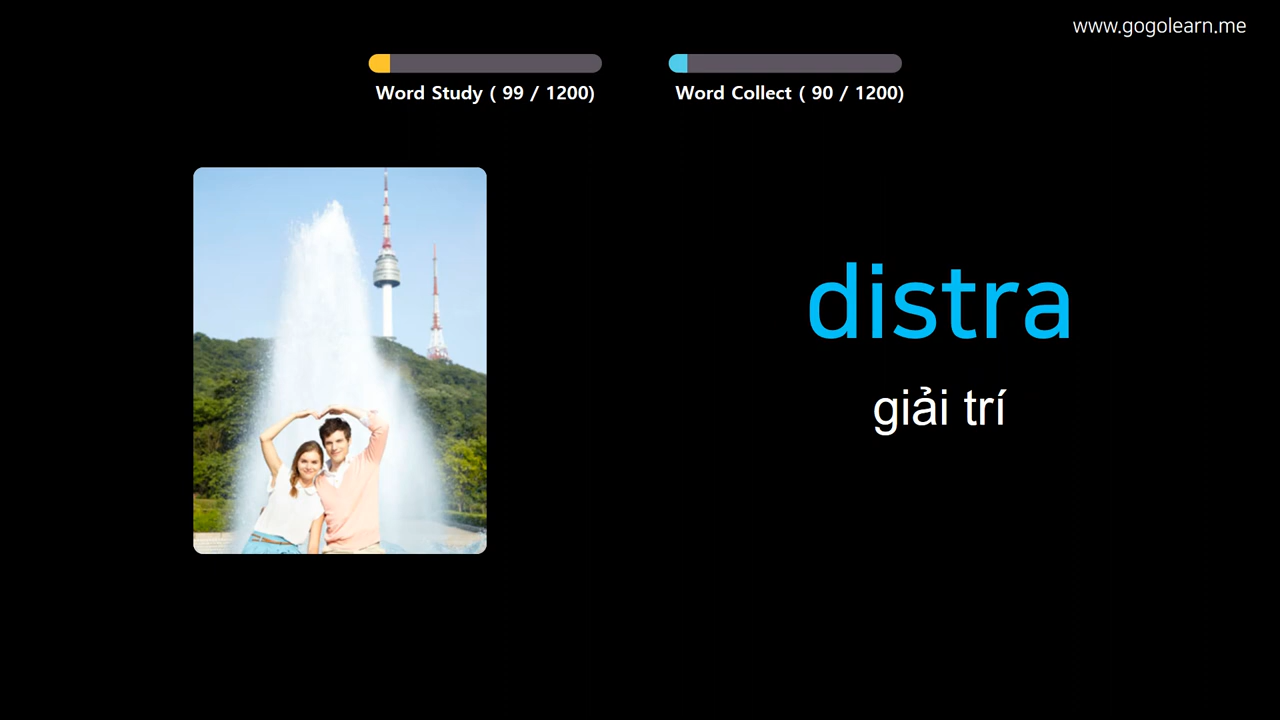 www.gogolearn.me
Word Study ( 99 / 1200)
Word Collect ( 90 / 1200)
distra
giải trí